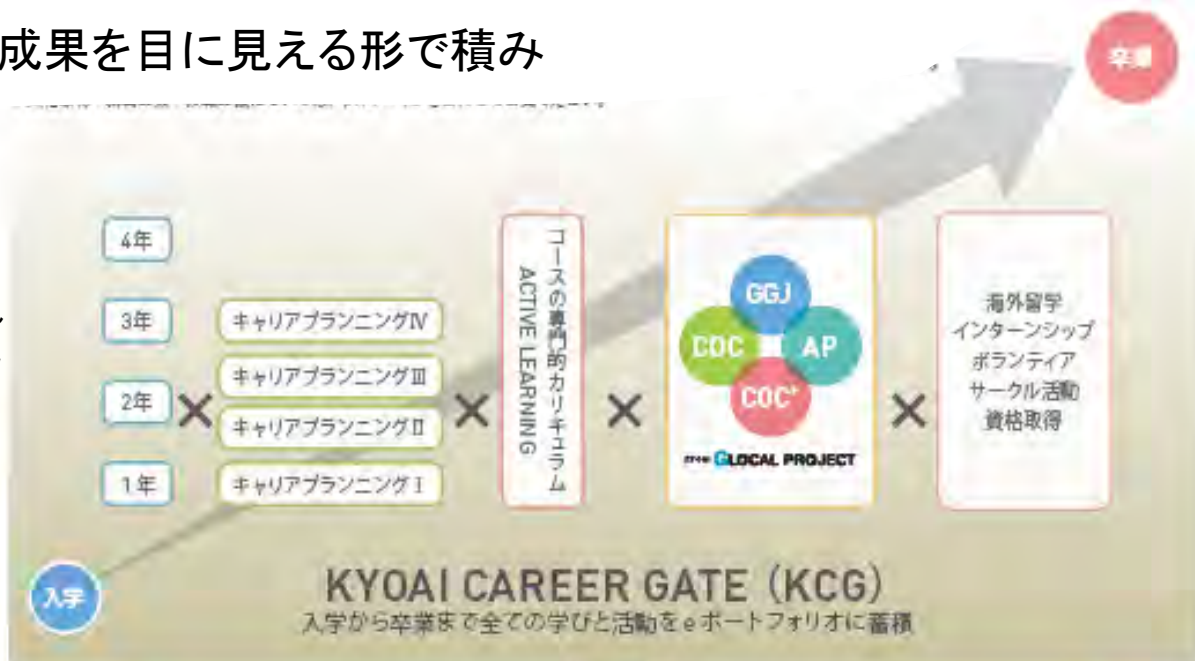 成果を目に見える形で積み
卒業
4年
3年
2年
1年
キャリアプランニングⅣ
キャリアプランニングⅢ
キャリアプランニングⅡ
キャリアプランニングⅠ
コースの専門的カリキュラム
ACTIVE LEARNING
GGJ
COC
AP
COC+
GLOCAL PROJECT
海外留学
インターンシップ
ボランティア
サークル活動
資格取得
入学
KYOAI CAREER GATE (KCG)
入学から卒業まで全ての学びと活動をeポートフォリオに蓄積